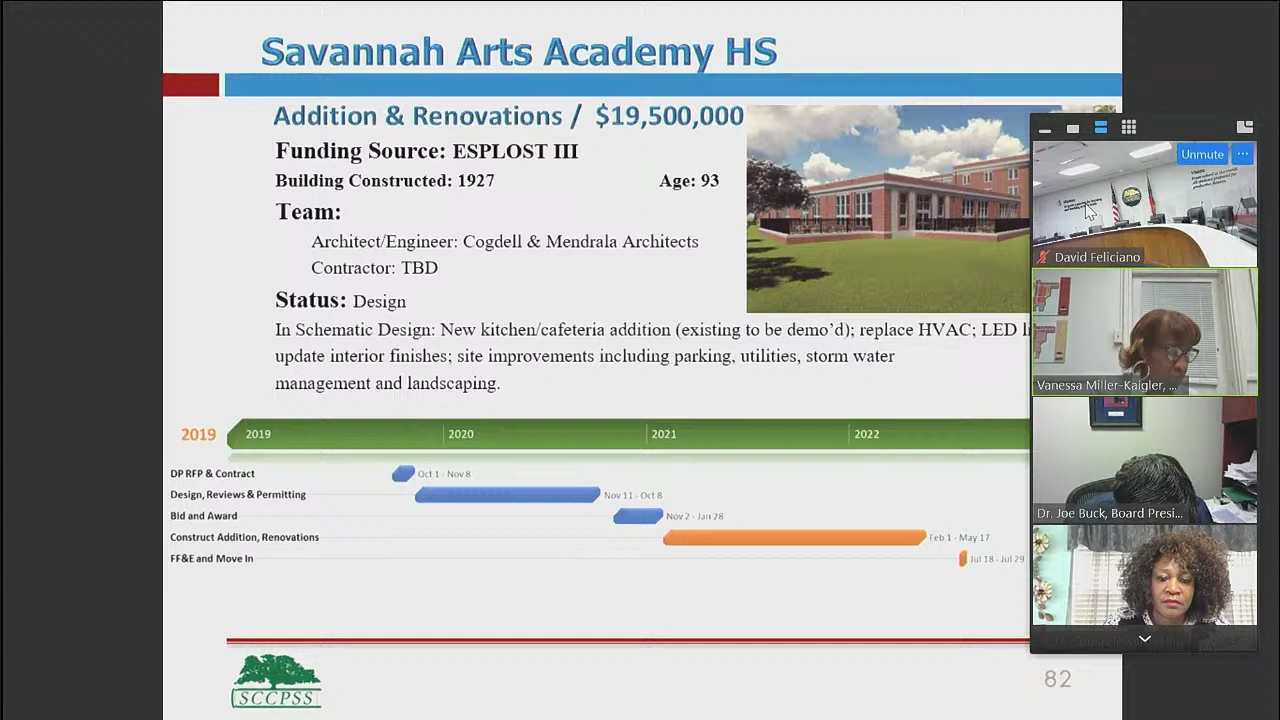 Savannah Arts Academy HS
Addition & Renovations / $19,500,000
Funding Source: ESPLOST III
Building Constructed: 1927
Age: 93
Team:
Architect/Engineer: Cogdell & Mendrala Architects
Contractor: TBD
Status: Design
In Schematic Design: New kitchen/cafeteria addition (existing to be demo’d); replace HVAC; LED
update interior finishes; site improvements including parking, utilities, storm water
management and landscaping.
2019
2019
2020
2021
2022
DP RFP & Contract
Oct 1 - Nov 8
Design, Reviews & Permitting
Nov 11 - Oct 8
Bid and Award
Nov 2 - Jan 28
Construct Addition, Renovations
Feb 1 - May 17
FF&E and Move In
Jul 18 - Jul 29
SCCPSS
82
Unmute
David Feliciano
Vanessa Miller-Kaigler, ...
Dr. Joe Buck, Board Presi...